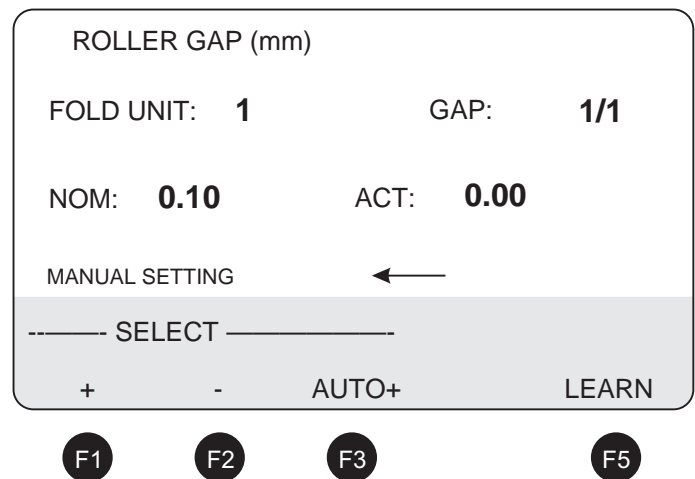 ROLLER GAP (mm)
FOLD UNIT: 1 GAP: 1/1
NOM: 0.10 ACT: 0.00
MANUAL SETTING
--——- SELECT ——————-
+ - AUTO+ LEARN
F1 F2 F3 F5